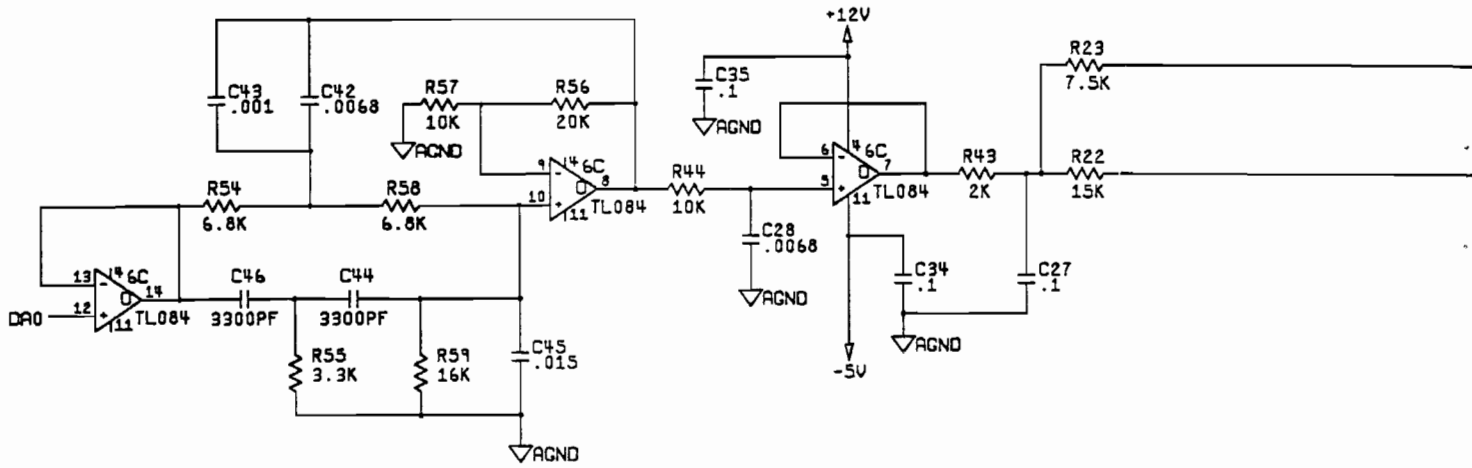 +12V
C43
.001
C42
.0068
R57
10K
R56
20K
AGND
C35
.1
AGND
R23
7.5K
9
-
4
6C
8
10
+
11
TL084
R44
10K
6
-
4
6C
7
5
+
11
TL084
R43
2K
R22
15K
R54
6.8K
R58
6.8K
C28
.0068
AGND
C34
.1
C27
.1
AGND
-5V
DA0
13
-
4
6C
14
12
+
11
TL084
C46
3300PF
C44
3300PF
R55
3.3K
R59
16K
C45
.015
AGND